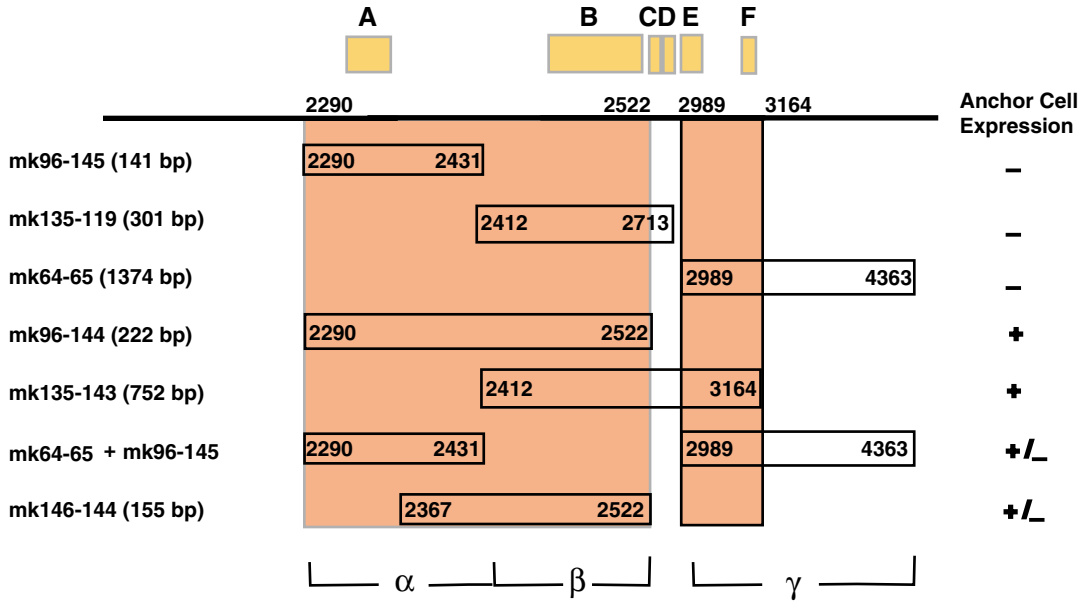 A B CD E F
2290 2522 2989 3164 Anchor Cell
Expression
mk96-145 (141 bp) 2290 2431 –
mk135-119 (301 bp) 2412 2713 –
mk64-65 (1374 bp) 2989 4363 –
mk96-144 (222 bp) 2290 2522 +
mk135-143 (752 bp) 2412 3164 +
mk64-65 + mk96-145 2290 2431 2989 4363 +/_
mk146-144 (155 bp) 2367 2522 +/_
α β γ